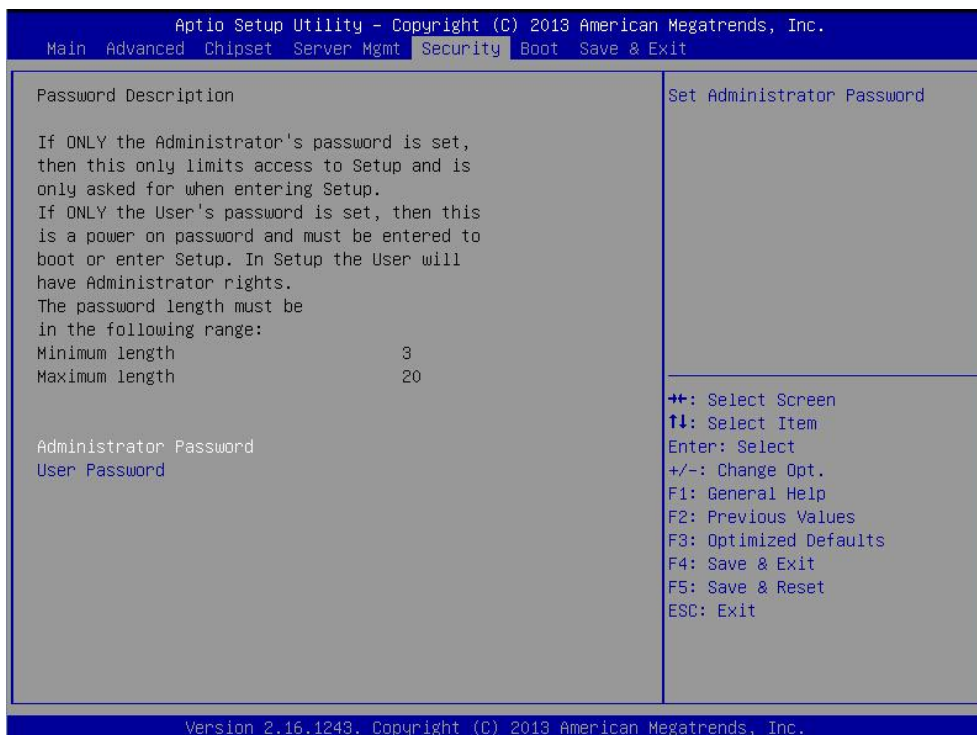 Aptio Setup Utility – Copyright (C) 2013 American Megatrends, Inc.
Main Advanced Chipset Server Mgmt Security Boot Save & Exit
Password Description
If ONLY the Administrator's password is set,
then this only limits access to Setup and is
only asked for when entering Setup.
If ONLY the User's password is set, then this
is a power on password and must be entered to
boot or enter Setup. In Setup the User will
have Administrator rights.
The password length must be
in the following range:
Minimum length 3
Maximum length 20
Administrator Password
User Password
Set Administrator Password
→←: Select Screen
↑↓: Select Item
Enter: Select
+/-: Change Opt.
F1: General Help
F2: Previous Values
F3: Optimized Defaults
F4: Save & Exit
F5: Save & Reset
ESC: Exit
Version 2.16.1243. Copyright (C) 2013 American Megatrends, Inc.